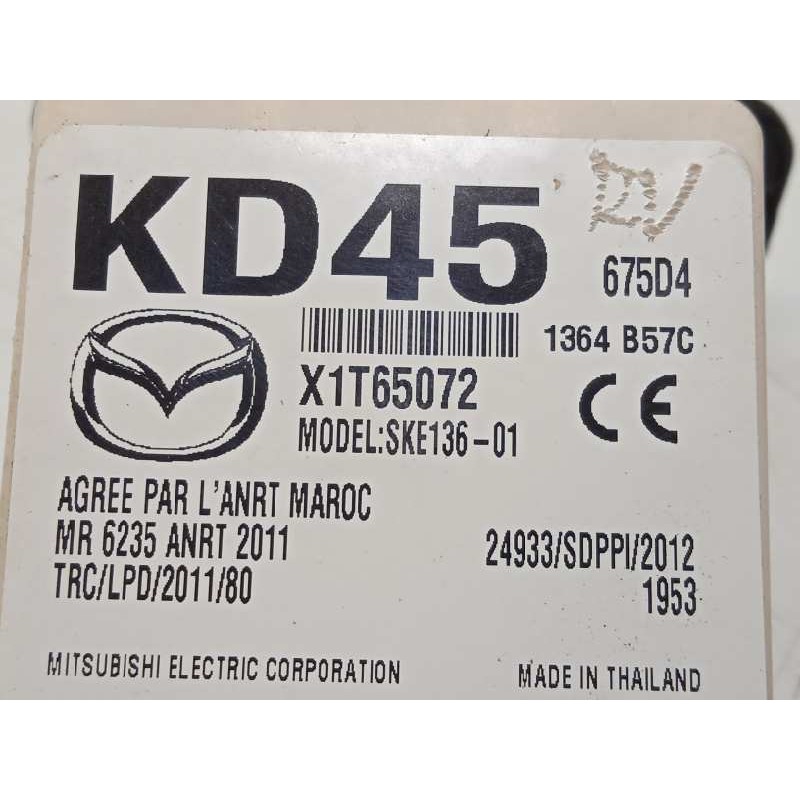 KD45
675D4
1364 B57C
X1T65072
CE
MODEL:SKE136-01
AGREE PAR L'ANRT MAROC
MR 6235 ANRT 2011
24933/SDPPI/2012
TRC/LPD/2011/80
1953
MITSUBISHI ELECTRIC CORPORATION
MADE IN THAILAND